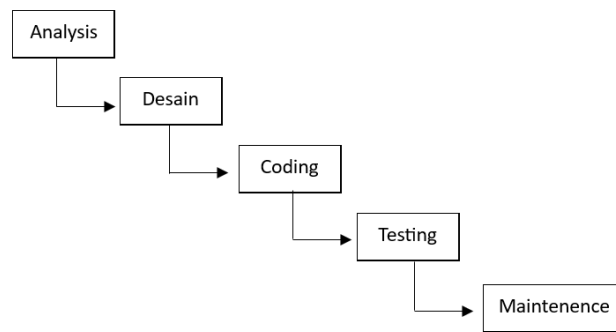 Analysis
Desain
Coding
Testing
Maintenence